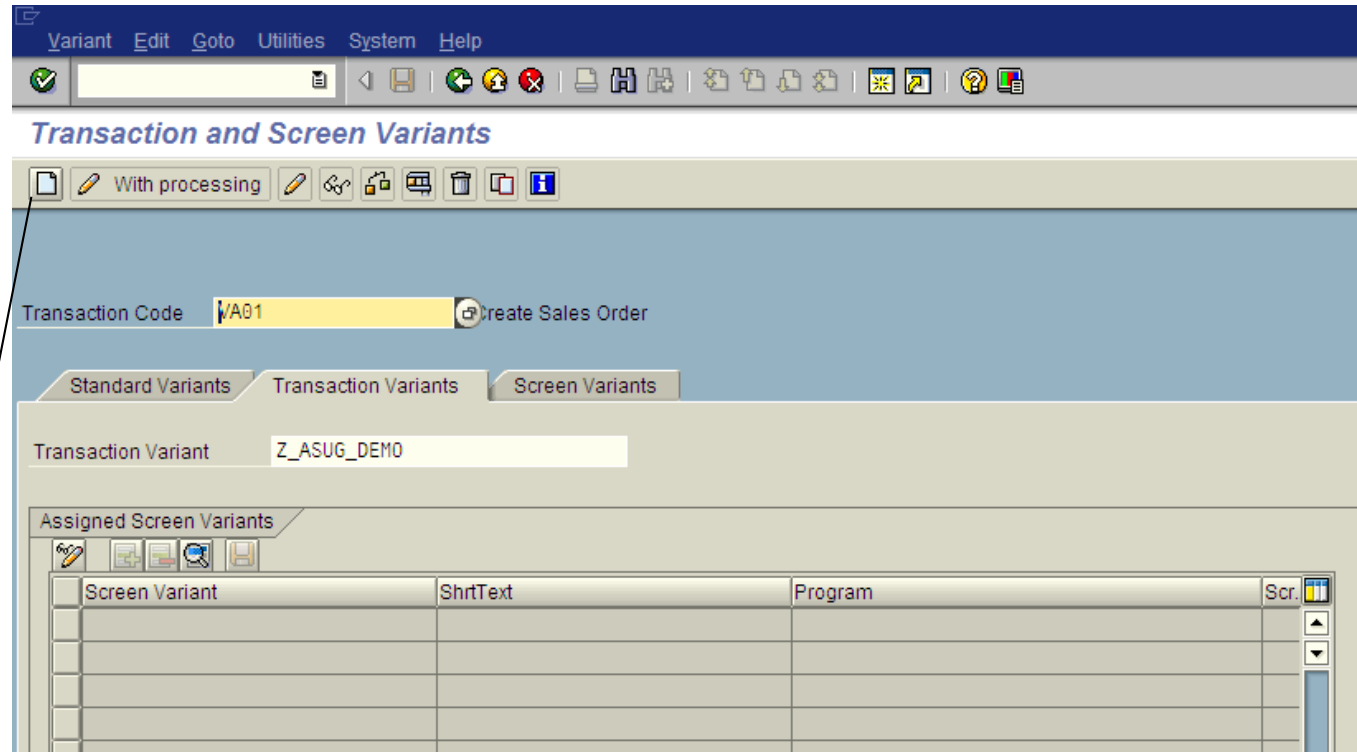 Variant Edit Goto Utilities System Help
Transaction and Screen Variants
With processing
Transaction Code VA01 Create Sales Order
Standard Variants Transaction Variants Screen Variants
Transaction Variant Z_ASUG_DEMO
Assigned Screen Variants
Screen Variant ShrtText Program Scr.